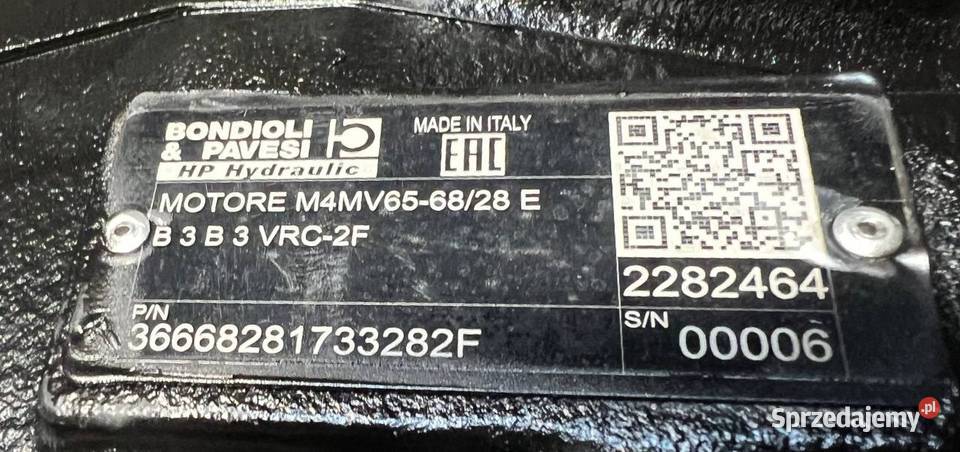 BONDIOLI
& PAVESI
HP Hydraulic
MADE IN ITALY
EAC
MOTORE M4MV65-68/28 E
B 3 B 3 VRC-2F
2282464
P/N
36668281733282F
S/N
00006
Sprzedajemy.pl